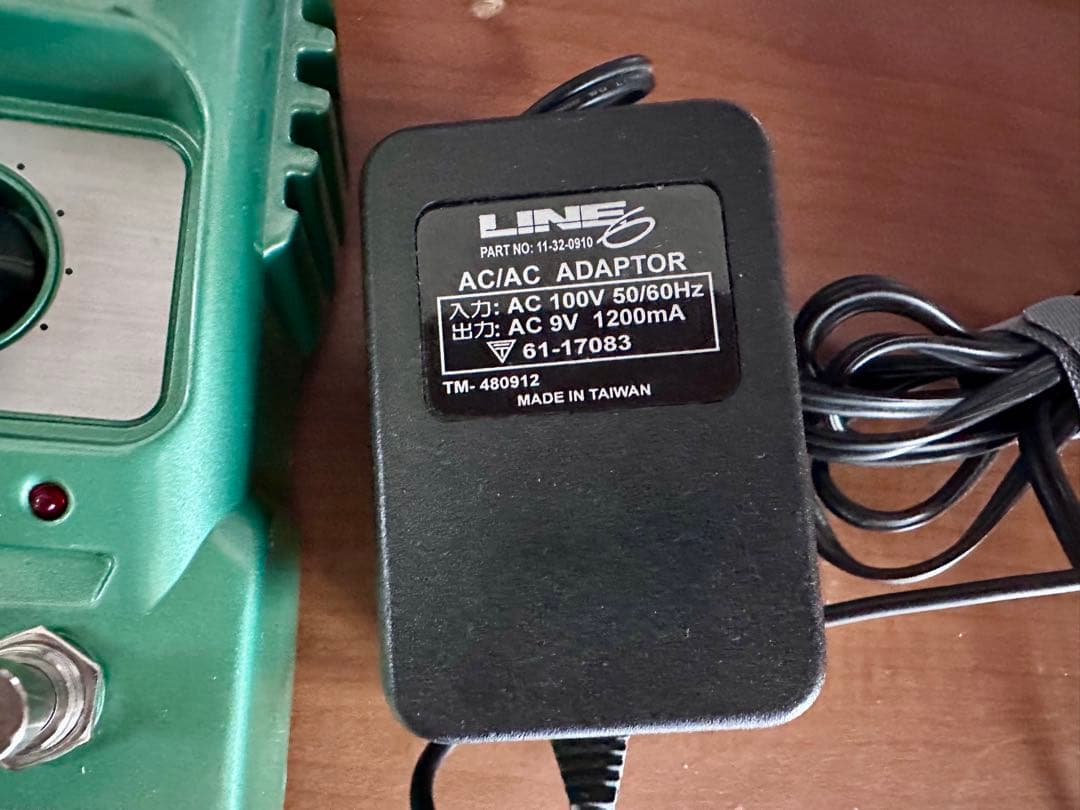 LINE 6
PART NO: 11-32-0910
AC/AC ADAPTOR
入力: AC 100V 50/60Hz
出力: AC 9V 1200mA
61-17083
TM- 480912
MADE IN TAIWAN